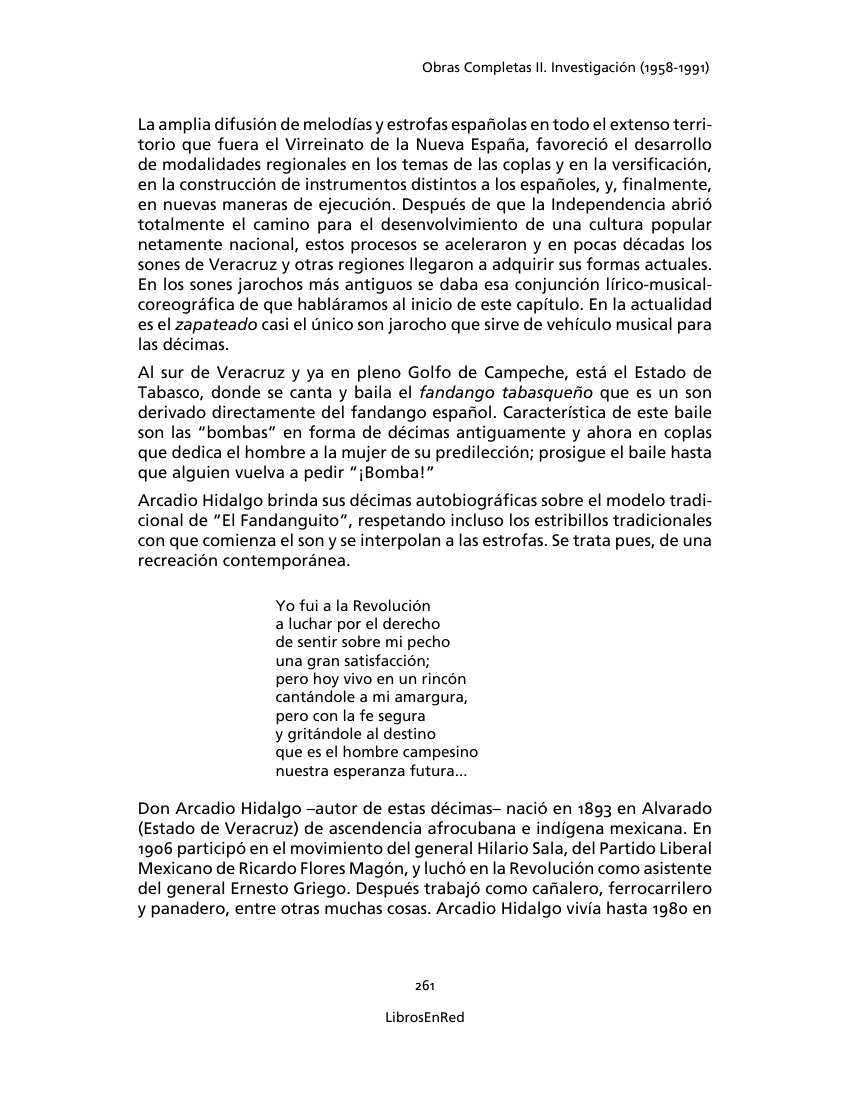 Obras Completas II. Investigación (1958-1991)
La amplia difusión de melodías y estrofas españolas en todo el extenso terri-
torio que fuera el Virreinato de la Nueva España, favoreció el desarrollo
de modalidades regionales en los temas de las coplas y en la versificación,
en la construcción de instrumentos distintos a los españoles, y, finalmente,
en nuevas maneras de ejecución. Después de que la Independencia abrió
totalmente el camino para el desenvolvimiento de una cultura popular
netamente nacional, estos procesos se aceleraron y en pocas décadas los
sones de Veracruz y otras regiones llegaron a adquirir sus formas actuales.
En los sones jarochos más antiguos se daba esa conjunción lírico-musical-
coreográfica de que habláramos al inicio de este capítulo. En la actualidad
es el zapateado casi el único son jarocho que sirve de vehículo musical para
las décimas.
Al sur de Veracruz y ya en pleno Golfo de Campeche, está el Estado de
Tabasco, donde se canta y baila el fandango tabasqueño que es un son
derivado directamente del fandango español. Característica de este baile
son las “bombas” en forma de décimas antiguamente y ahora en coplas
que dedica el hombre a la mujer de su predilección; prosigue el baile hasta
que alguien vuelva a pedir “¡Bomba!”
Arcadio Hidalgo brinda sus décimas autobiográficas sobre el modelo tradi-
cional de “El Fandanguito”, respetando incluso los estribillos tradicionales
con que comienza el son y se interpolan a las estrofas. Se trata pues, de una
recreación contemporánea.
Yo fui a la Revolución
a luchar por el derecho
de sentir sobre mi pecho
una gran satisfacción;
pero hoy vivo en un rincón
cantándole a mi amargura,
pero con la fe segura
y gritándole al destino
que es el hombre campesino
nuestra esperanza futura...
Don Arcadio Hidalgo –autor de estas décimas– nació en 1893 en Alvarado
(Estado de Veracruz) de ascendencia afrocubana e indígena mexicana. En
1906 participó en el movimiento del general Hilario Sala, del Partido Liberal
Mexicano de Ricardo Flores Magón, y luchó en la Revolución como asistente
del general Ernesto Griego. Después trabajó como cañalero, ferrocarrilero
y panadero, entre otras muchas cosas. Arcadio Hidalgo vivía hasta 1980 en
261
LibrosEnRed